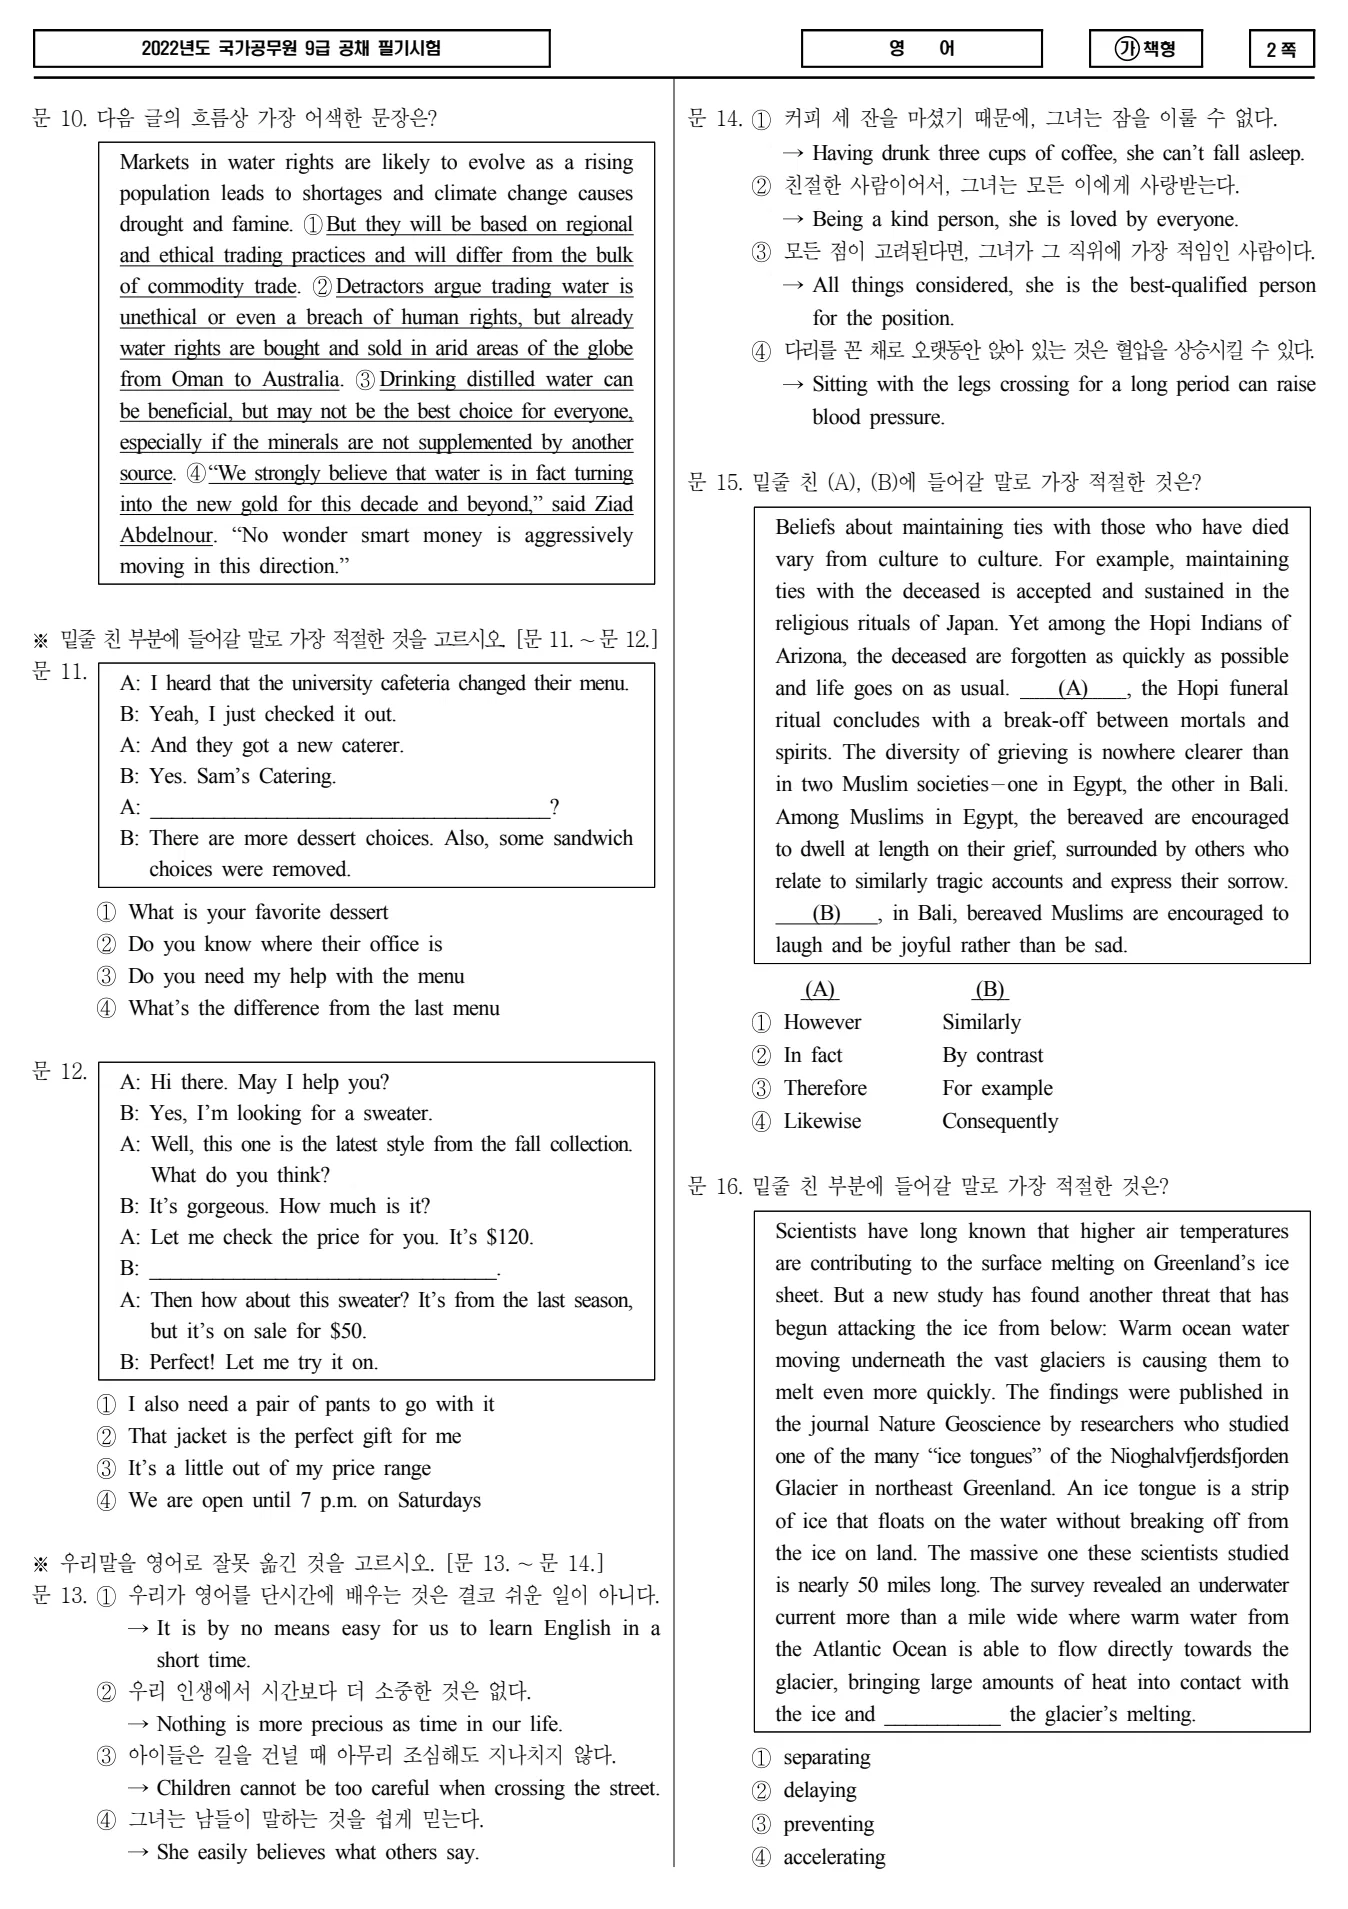 2022년도 국가공무원 9급 공채 필기시험
영 어
㉮ 책형
2 쪽
문 10. 다음 글의 흐름상 가장 어색한 문장은?
Markets in water rights are likely to evolve as a rising
population leads to shortages and climate change causes
drought and famine. ①But they will be based on regional
and ethical trading practices and will differ from the bulk
of commodity trade. ②Detractors argue trading water is
unethical or even a breach of human rights, but already
water rights are bought and sold in arid areas of the globe
from Oman to Australia. ③Drinking distilled water can
be beneficial, but may not be the best choice for everyone,
especially if the minerals are not supplemented by another
source. ④“We strongly believe that water is in fact turning
into the new gold for this decade and beyond,” said Ziad
Abdelnour. “No wonder smart money is aggressively
moving in this direction.”
※ 밑줄 친 부분에 들어갈 말로 가장 적절한 것을 고르시오. [문 11. ~ 문 12.]
문 11.
A: I heard that the university cafeteria changed their menu.
B: Yeah, I just checked it out.
A: And they got a new caterer.
B: Yes. Sam’s Catering.
A: ____________________________________?
B: There are more dessert choices. Also, some sandwich
choices were removed.
① What is your favorite dessert
② Do you know where their office is
③ Do you need my help with the menu
④ What’s the difference from the last menu
문 12.
A: Hi there. May I help you?
B: Yes, I’m looking for a sweater.
A: Well, this one is the latest style from the fall collection.
What do you think?
B: It’s gorgeous. How much is it?
A: Let me check the price for you. It’s $120.
B: ________________________________.
A: Then how about this sweater? It’s from the last season,
but it’s on sale for $50.
B: Perfect! Let me try it on.
① I also need a pair of pants to go with it
② That jacket is the perfect gift for me
③ It’s a little out of my price range
④ We are open until 7 p.m. on Saturdays
※ 우리말을 영어로 잘못 옮긴 것을 고르시오. [문 13. ~ 문 14.]
문 13. ① 우리가 영어를 단시간에 배우는 것은 결코 쉬운 일이 아니다.
→ It is by no means easy for us to learn English in a
short time.
② 우리 인생에서 시간보다 더 소중한 것은 없다.
→ Nothing is more precious as time in our life.
③ 아이들은 길을 건널 때 아무리 조심해도 지나치지 않다.
→ Children cannot be too careful when crossing the street.
④ 그녀는 남들이 말하는 것을 쉽게 믿는다.
→ She easily believes what others say.
문 14. ① 커피 세 잔을 마셨기 때문에, 그녀는 잠을 이룰 수 없다.
→ Having drunk three cups of coffee, she can’t fall asleep.
② 친절한 사람이어서, 그녀는 모든 이에게 사랑받는다.
→ Being a kind person, she is loved by everyone.
③ 모든 점이 고려된다면, 그녀가 그 직위에 가장 적임인 사람이다.
→ All things considered, she is the best-qualified person
for the position.
④ 다리를 꼰 채로 오랫동안 앉아 있는 것은 혈압을 상승시킬 수 있다.
→ Sitting with the legs crossing for a long period can raise
blood pressure.
문 15. 밑줄 친 (A), (B)에 들어갈 말로 가장 적절한 것은?
Beliefs about maintaining ties with those who have died
vary from culture to culture. For example, maintaining
ties with the deceased is accepted and sustained in the
religious rituals of Japan. Yet among the Hopi Indians of
Arizona, the deceased are forgotten as quickly as possible
and life goes on as usual. ___(A)___, the Hopi funeral
ritual concludes with a break-off between mortals and
spirits. The diversity of grieving is nowhere clearer than
in two Muslim societies－one in Egypt, the other in Bali.
Among Muslims in Egypt, the bereaved are encouraged
to dwell at length on their grief, surrounded by others who
relate to similarly tragic accounts and express their sorrow.
___(B)___, in Bali, bereaved Muslims are encouraged to
laugh and be joyful rather than be sad.
(A) (B)
① However Similarly
② In fact By contrast
③ Therefore For example
④ Likewise Consequently
문 16. 밑줄 친 부분에 들어갈 말로 가장 적절한 것은?
Scientists have long known that higher air temperatures
are contributing to the surface melting on Greenland’s ice
sheet. But a new study has found another threat that has
begun attacking the ice from below: Warm ocean water
moving underneath the vast glaciers is causing them to
melt even more quickly. The findings were published in
the journal Nature Geoscience by researchers who studied
one of the many “ice tongues” of the Nioghalvfjerdsfjorden
Glacier in northeast Greenland. An ice tongue is a strip
of ice that floats on the water without breaking off from
the ice on land. The massive one these scientists studied
is nearly 50 miles long. The survey revealed an underwater
current more than a mile wide where warm water from
the Atlantic Ocean is able to flow directly towards the
glacier, bringing large amounts of heat into contact with
the ice and ___________ the glacier’s melting.
① separating
② delaying
③ preventing
④ accelerating